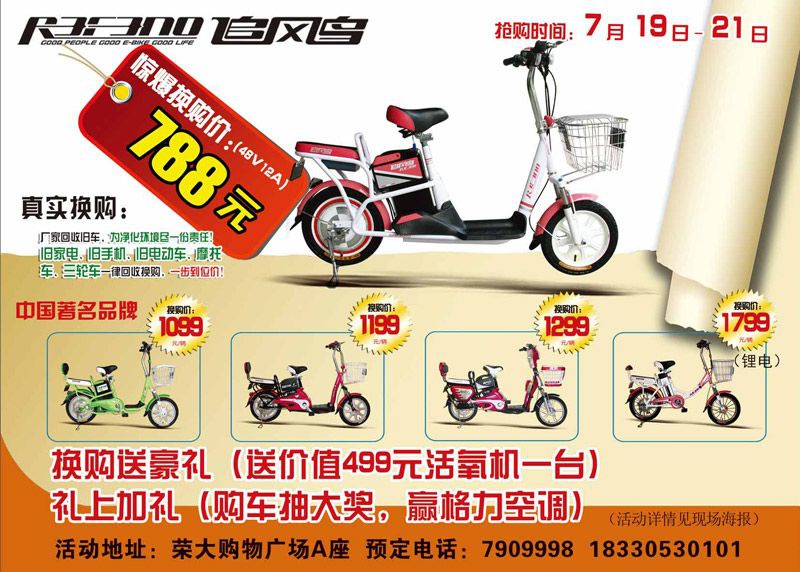 追风鸟
GOOD PEOPLE GOOD E-BIKE GOOD LIFE
抢购时间：7月19日-21日
惊爆换购价：(48V12A)
788元
真实换购：
厂家回收旧车，为净化环境尽一份责任！
旧家电、旧手机、旧电动车、摩托
车、三轮车一律回收换购，一步到位价！
中国著名品牌
换购价：
1099
元/辆
换购价：
1199
元/辆
换购价：
1299
元/辆
换购价：
1799
元/辆
（锂电）
换购送豪礼（送价值499元活氧机一台）
礼上加礼（购车抽大奖，赢格力空调）
（活动详情见现场海报）
活动地址：荣大购物广场A座 预定电话：7909998 18330530101